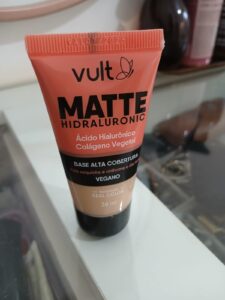 vult
MATTE
HIDRALURONIC
Ácido Hialurônico
Colágeno Vegetal
BASE ALTA COBERTURA
VEGANO